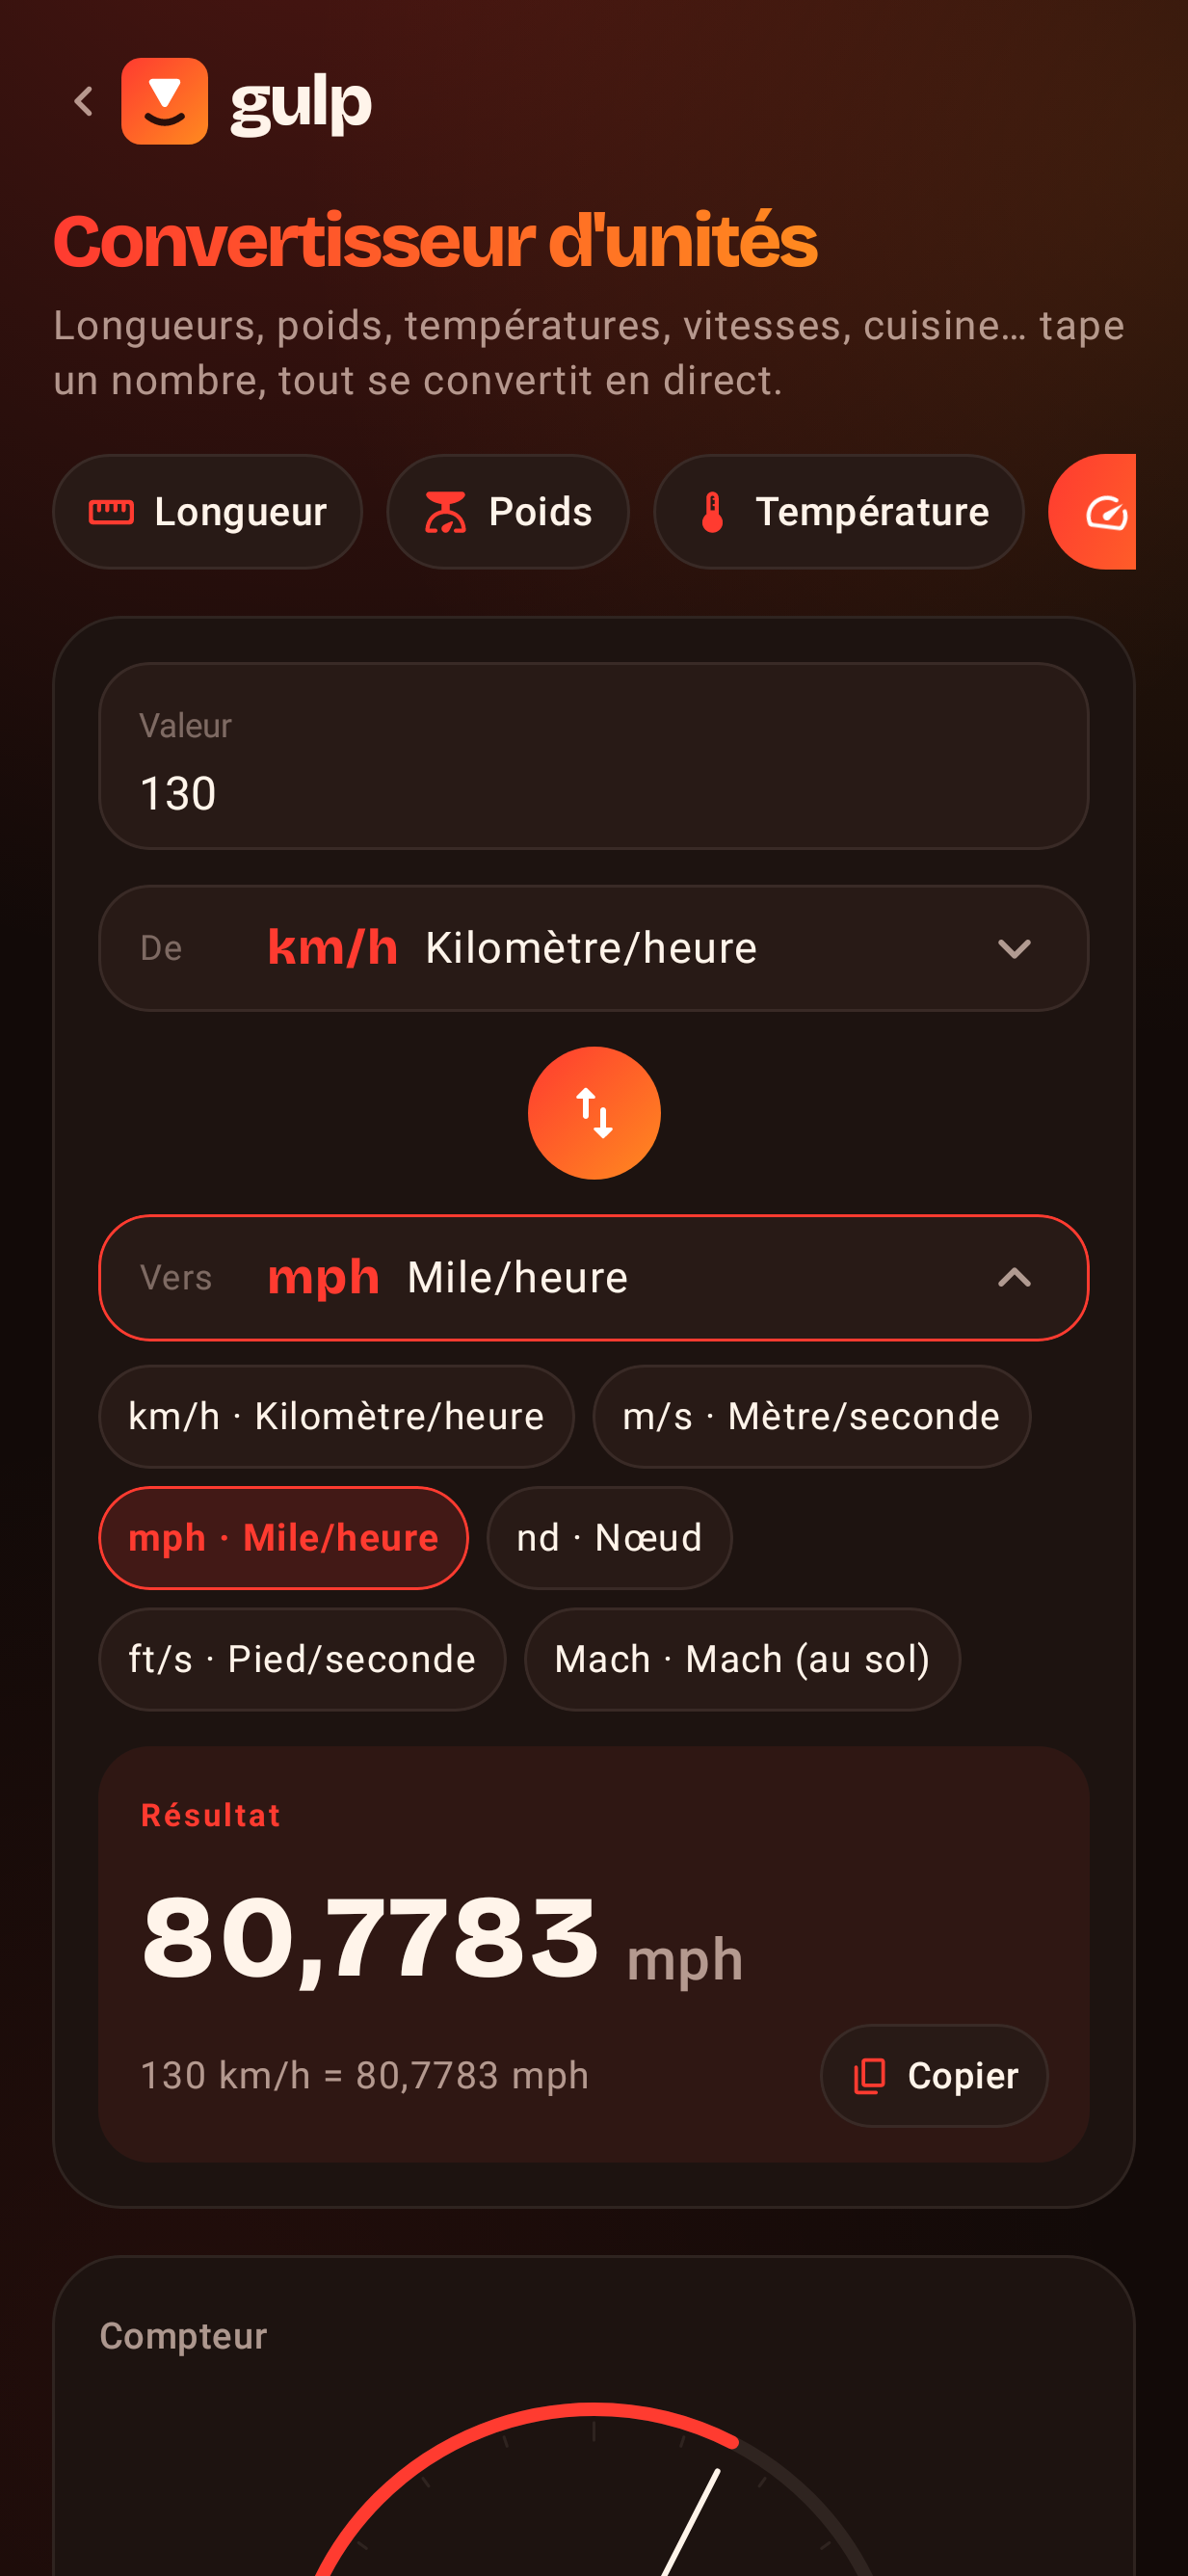 gulp
Convertisseur d'unités
Longueurs, poids, températures, vitesses, cuisine… tape
un nombre, tout se convertit en direct.
Longueur
Poids
Température
Valeur
130
De km/h Kilomètre/heure
Vers mph Mile/heure
km/h · Kilomètre/heure
m/s · Mètre/seconde
mph · Mile/heure
nd · Nœud
ft/s · Pied/seconde
Mach · Mach (au sol)
Résultat
80,7783 mph
130 km/h = 80,7783 mph
Copier
Compteur